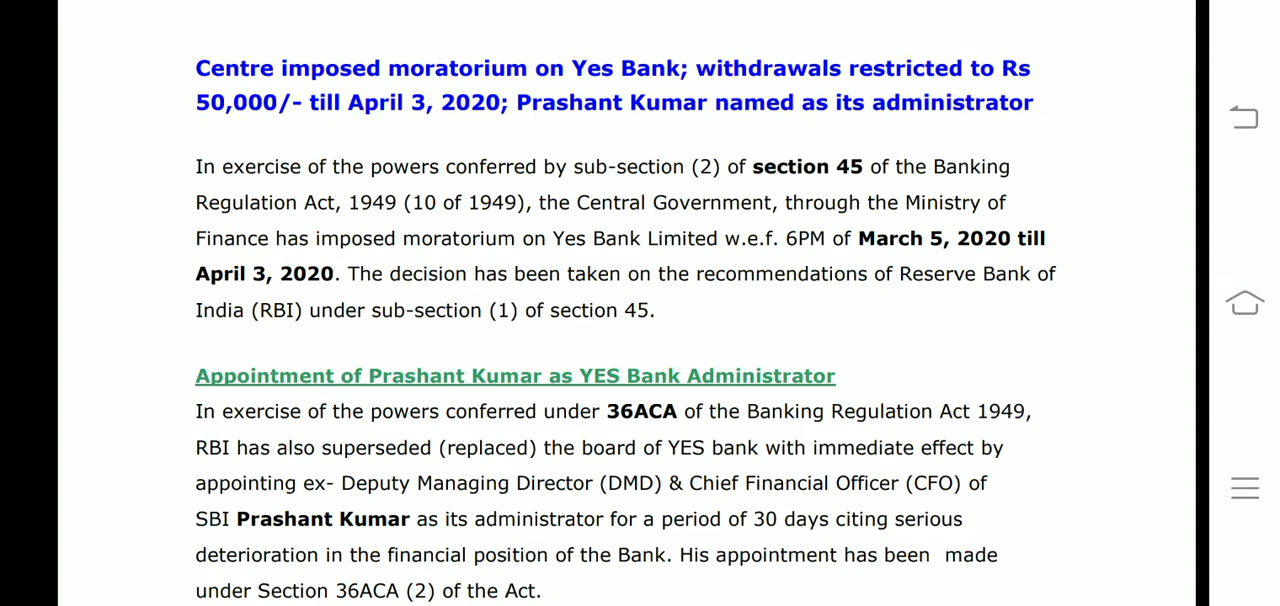 Centre imposed moratorium on Yes Bank; withdrawals restricted to Rs
50,000/- till April 3, 2020; Prashant Kumar named as its administrator
In exercise of the powers conferred by sub-section (2) of section 45 of the Banking
Regulation Act, 1949 (10 of 1949), the Central Government, through the Ministry of
Finance has imposed moratorium on Yes Bank Limited w.e.f. 6PM of March 5, 2020 till
April 3, 2020. The decision has been taken on the recommendations of Reserve Bank of
India (RBI) under sub-section (1) of section 45.
Appointment of Prashant Kumar as YES Bank Administrator
In exercise of the powers conferred under 36ACA of the Banking Regulation Act 1949,
RBI has also superseded (replaced) the board of YES bank with immediate effect by
appointing ex- Deputy Managing Director (DMD) & Chief Financial Officer (CFO) of
SBI Prashant Kumar as its administrator for a period of 30 days citing serious
deterioration in the financial position of the Bank. His appointment has been made
under Section 36ACA (2) of the Act.